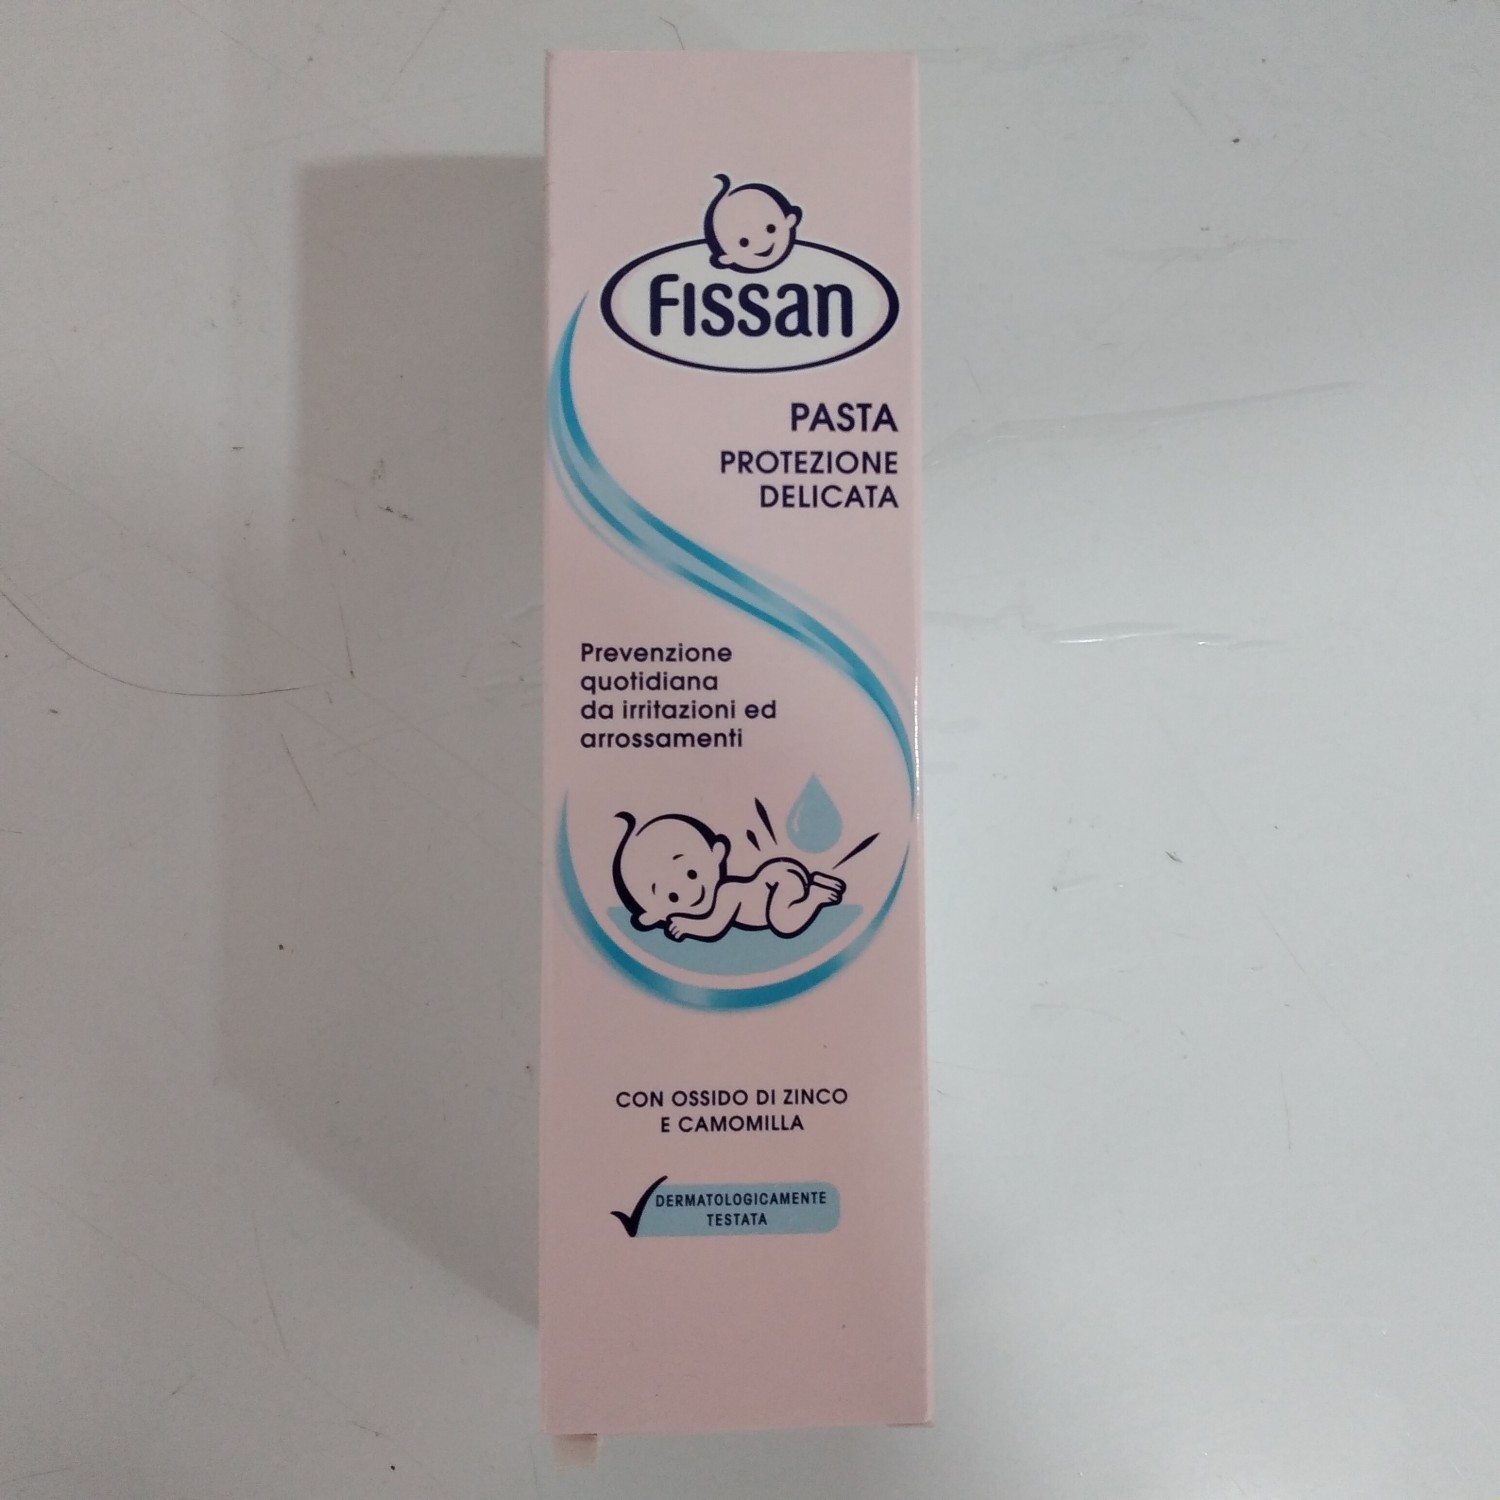 Fissan
PASTA
PROTEZIONE
DELICATA
Prevenzione
quotidiana
da irritazioni ed
arrossamenti
CON OSSIDO DI ZINCO
E CAMOMILLA
DERMATOLOGICAMENTE
TESTATA